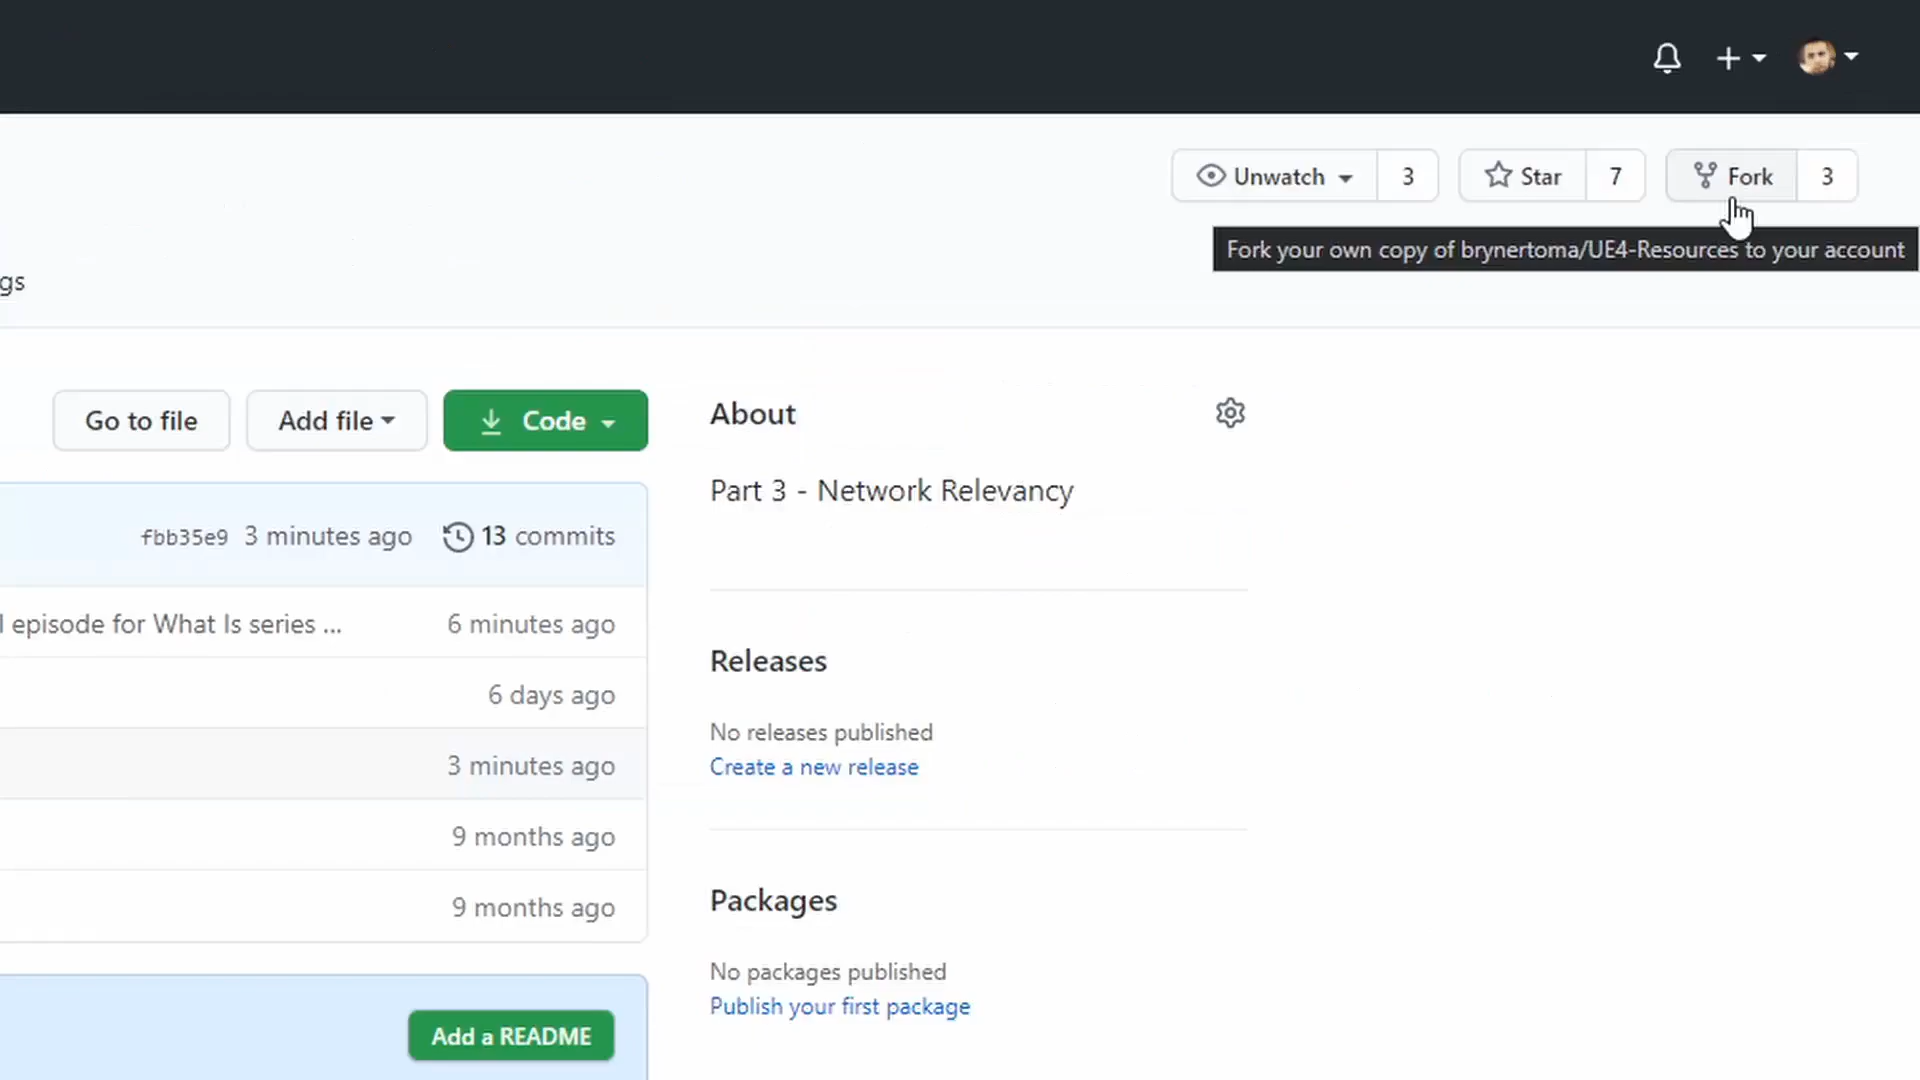 Unwatch 3 Star 7 Fork 3
Fork your own copy of brynertoma/UE4-Resources to your account
gs
Go to file Add file Code
About
Part 3 - Network Relevancy
fbb35e9 3 minutes ago 13 commits
l episode for What Is series ... 6 minutes ago
6 days ago
3 minutes ago
9 months ago
9 months ago
Releases
No releases published
Create a new release
Packages
No packages published
Publish your first package
Add a README